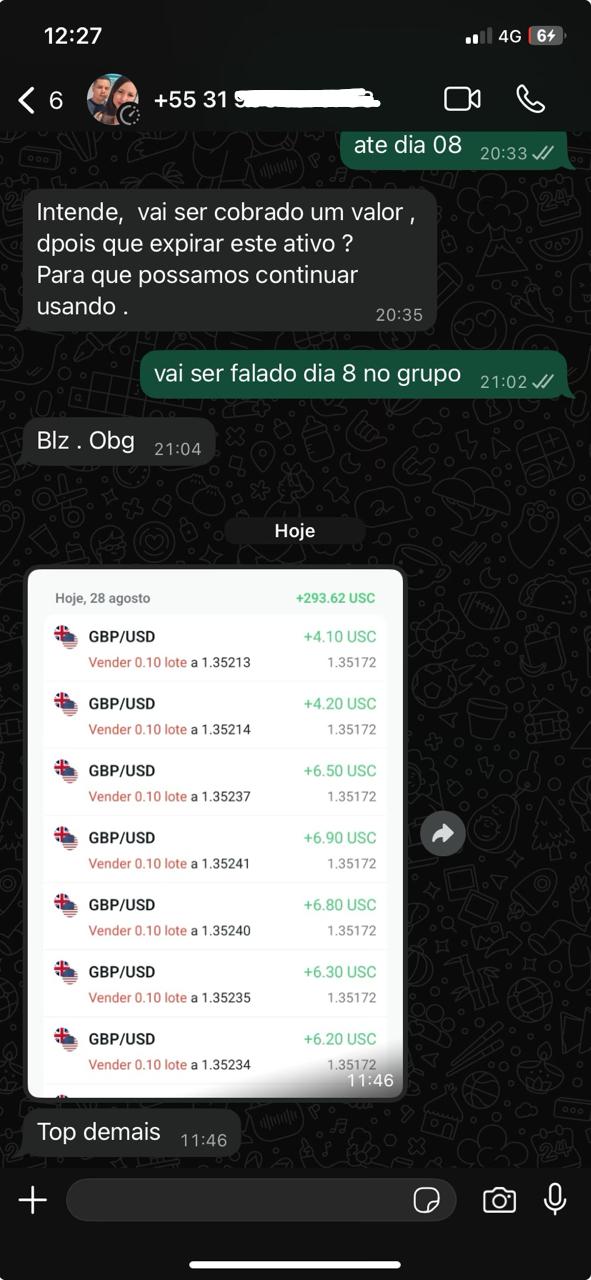 12:27
4G
6
6
+55 31
ate dia 08
20:33
Intende, vai ser cobrado um valor ,
dpois que expirar este ativo ?
Para que possamos continuar
usando .
20:35
vai ser falado dia 8 no grupo
21:02
Blz . Obg
21:04
Hoje
Hoje, 28 agosto
+293.62 USC
GBP/USD
+4.10 USC
Vender 0.10 lote a 1.35213
1.35172
GBP/USD
+4.20 USC
Vender 0.10 lote a 1.35214
1.35172
GBP/USD
+6.50 USC
Vender 0.10 lote a 1.35237
1.35172
GBP/USD
+6.90 USC
Vender 0.10 lote a 1.35241
1.35172
GBP/USD
+6.80 USC
Vender 0.10 lote a 1.35240
1.35172
GBP/USD
+6.30 USC
Vender 0.10 lote a 1.35235
1.35172
GBP/USD
+6.20 USC
Vender 0.10 lote a 1.35234
1.35172
11:46
Top demais
11:46